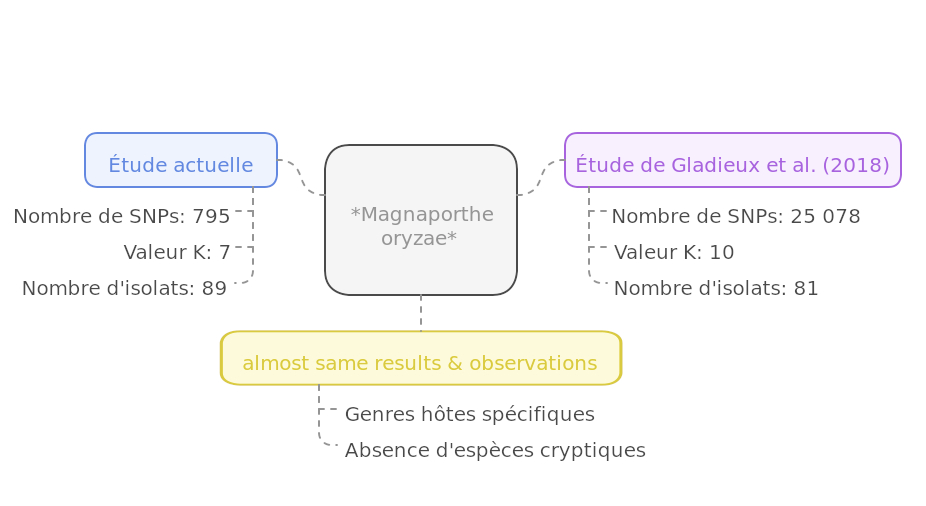 Étude actuelle
Nombre de SNPs: 795
Valeur K: 7
Nombre d'isolats: 89
*Magnaporthe
oryzae*
Étude de Gladieux et al. (2018)
Nombre de SNPs: 25 078
Valeur K: 10
Nombre d'isolats: 81
almost same results & observations
Genres hôtes spécifiques
Absence d'espèces cryptiques